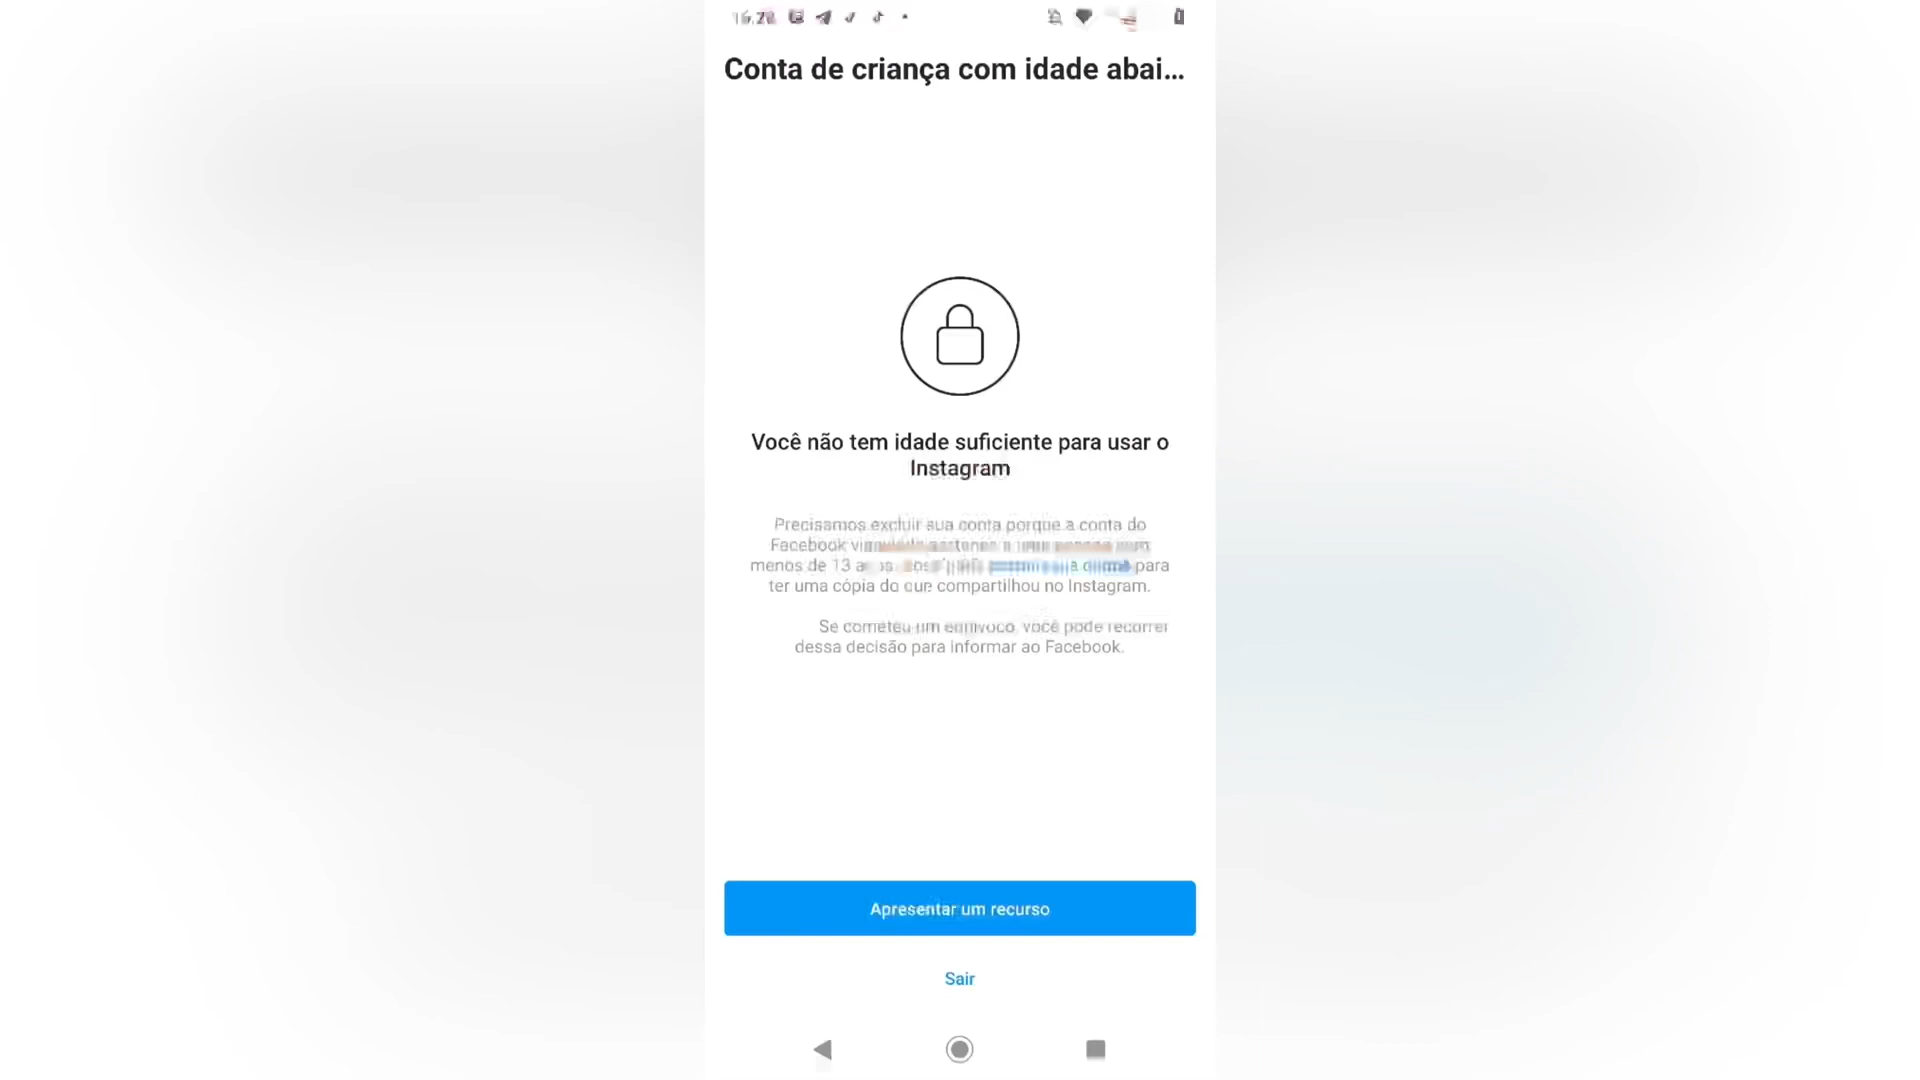 Conta de criança com idade abai...
Você não tem idade suficiente para usar o
Instagram
Precisamos excluir sua conta porque a conta do
Facebook
menos de 13 para
ter uma cópia do que compartilhou no Instagram.
Se cometeu um equívoco, você pode recorrer
dessa decisão para informar ao Facebook.
Apresentar um recurso
Sair